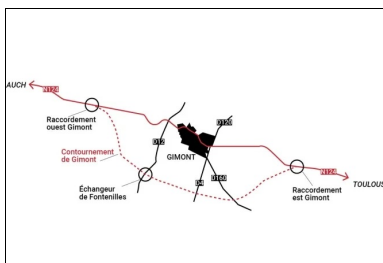 AUCH
N124
Raccordement
ouest Gimont
D120
Contournement
de Gimont
D12
GIMONT
Échangeur
de Fontenilles
D4
D160
N124
Raccordement
est Gimont
TOULOUS